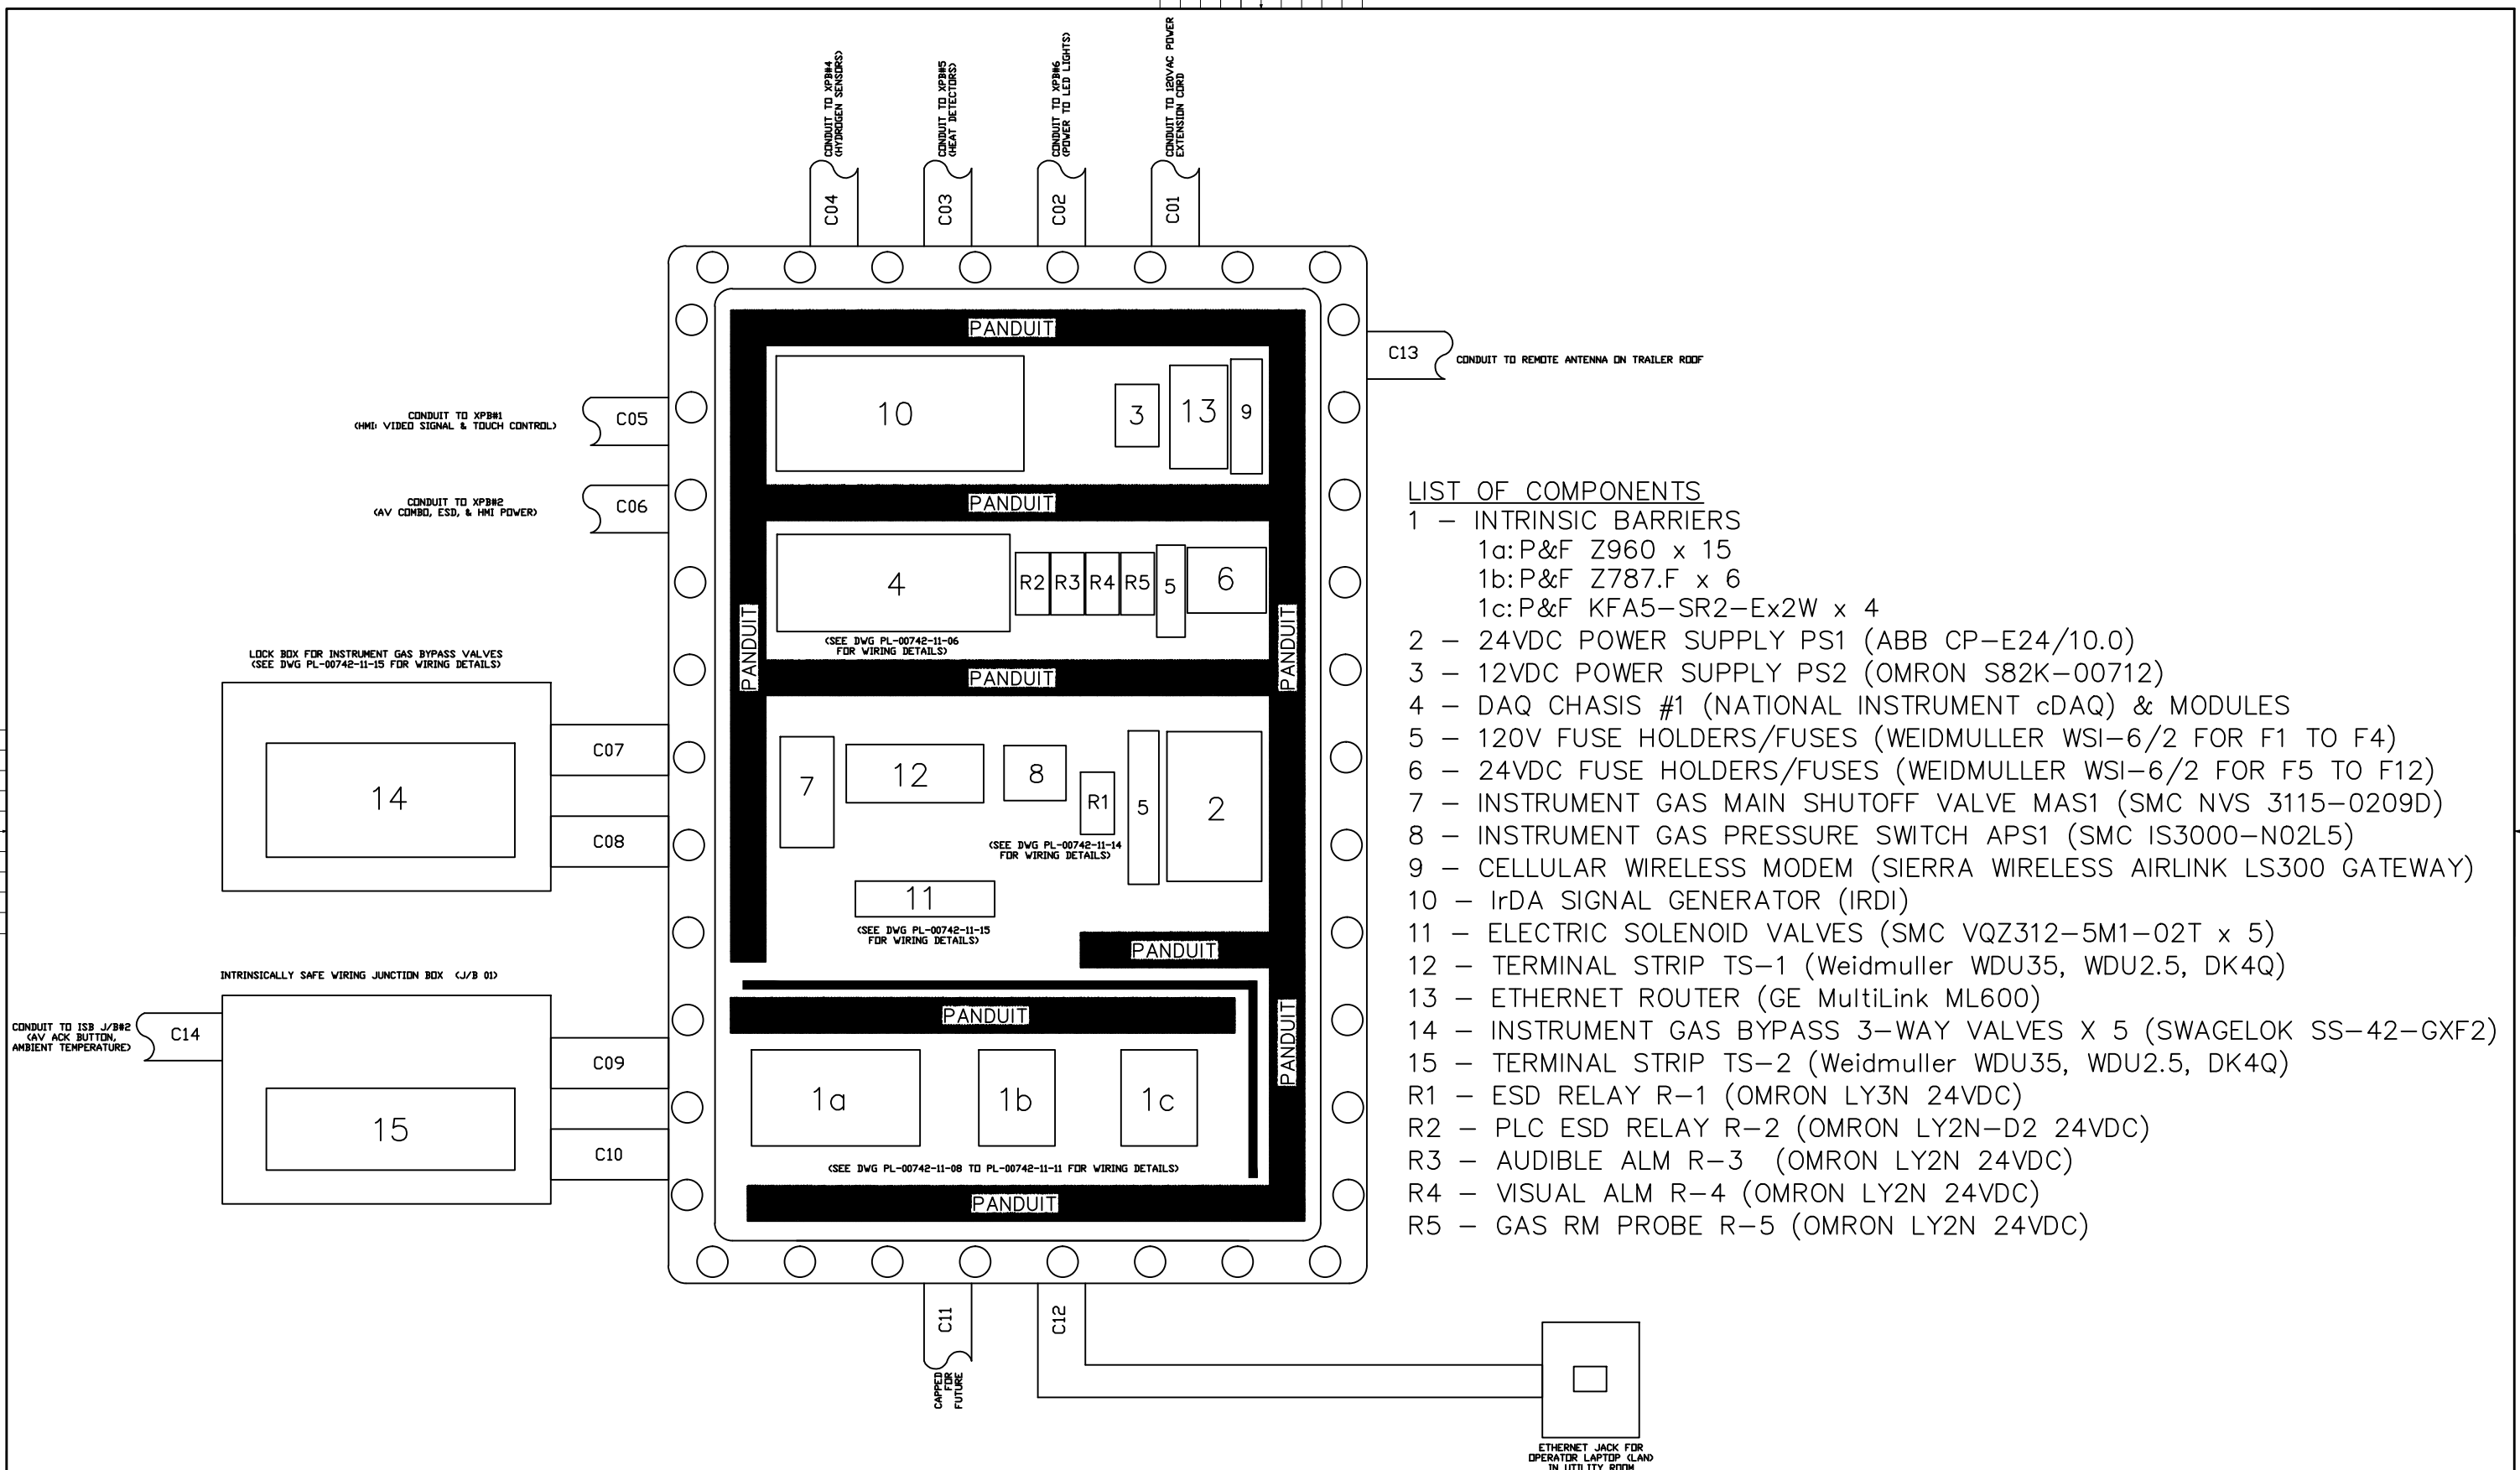 CONDUIT TO XPB#4
(HYDROGEN SENSORS)
CONDUIT TO XPB#5
(HEAT DETECTORS)
CONDUIT TO XPB#6
(POWER TO LED LIGHTS)
CONDUIT TO 120VAC POWER
EXTENSION CORD
C04
C03
C02
C01
PANDUIT
C13
CONDUIT TO REMOTE ANTENNA ON TRAILER ROOF
CONDUIT TO XPB#1
(HMI: VIDEO SIGNAL & TOUCH CONTROL)
C05
10
3
13
9
CONDUIT TO XPB#2
(AV COMBO, ESD, & HMI POWER)
C06
PANDUIT
4
R2
R3
R4
R5
5
6
(SEE DWG PL-00742-11-06
FOR WIRING DETAILS)
PANDUIT
PANDUIT
PANDUIT
LOCK BOX FOR INSTRUMENT GAS BYPASS VALVES
(SEE DWG PL-00742-11-15 FOR WIRING DETAILS)
14
C07
C08
7
12
8
R1
5
2
(SEE DWG PL-00742-11-14
FOR WIRING DETAILS)
11
(SEE DWG PL-00742-11-15
FOR WIRING DETAILS)
PANDUIT
INTRINSICALLY SAFE WIRING JUNCTION BOX (J/B 01)
CONDUIT TO ISB J/B#2
(AV ACK BUTTON,
AMBIENT TEMPERATURE)
C14
15
C09
C10
PANDUIT
PANDUIT
1a
1b
1c
(SEE DWG PL-00742-11-08 TO PL-00742-11-11 FOR WIRING DETAILS)
PANDUIT
C11
CAPPED
FOR
FUTURE
C12
ETHERNET JACK FOR
OPERATOR LAPTOP (LAN)
IN UTILITY ROOM
LIST OF COMPONENTS
1 - INTRINSIC BARRIERS
1a: P&F Z960 x 15
1b: P&F Z787.F x 6
1c: P&F KFA5-SR2-Ex2W x 4
2 - 24VDC POWER SUPPLY PS1 (ABB CP-E24/10.0)
3 - 12VDC POWER SUPPLY PS2 (OMRON S82K-00712)
4 - DAQ CHASIS #1 (NATIONAL INSTRUMENT cDAQ) & MODULES
5 - 120V FUSE HOLDERS/FUSES (WEIDMULLER WSI-6/2 FOR F1 TO F4)
6 - 24VDC FUSE HOLDERS/FUSES (WEIDMULLER WSI-6/2 FOR F5 TO F12)
7 - INSTRUMENT GAS MAIN SHUTOFF VALVE MAS1 (SMC NVS 3115-0209D)
8 - INSTRUMENT GAS PRESSURE SWITCH APS1 (SMC IS3000-N02L5)
9 - CELLULAR WIRELESS MODEM (SIERRA WIRELESS AIRLINK LS300 GATEWAY)
10 - IrDA SIGNAL GENERATOR (IRDI)
11 - ELECTRIC SOLENOID VALVES (SMC VQZ312-5M1-02T x 5)
12 - TERMINAL STRIP TS-1 (Weidmuller WDU35, WDU2.5, DK4Q)
13 - ETHERNET ROUTER (GE MultiLink ML600)
14 - INSTRUMENT GAS BYPASS 3-WAY VALVES X 5 (SWAGELOK SS-42-GXF2)
15 - TERMINAL STRIP TS-2 (Weidmuller WDU35, WDU2.5, DK4Q)
R1 - ESD RELAY R-1 (OMRON LY3N 24VDC)
R2 - PLC ESD RELAY R-2 (OMRON LY2N-D2 24VDC)
R3 - AUDIBLE ALM R-3 (OMRON LY2N 24VDC)
R4 - VISUAL ALM R-4 (OMRON LY2N 24VDC)
R5 - GAS RM PROBE R-5 (OMRON LY2N 24VDC)